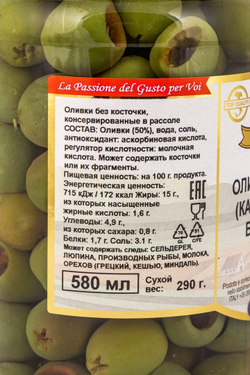 La Passione del Gusto per Voi
Оливки без косточки,
консервированные в рассоле
СОСТАВ: Оливки (50%), вода, соль,
антиоксидант: аскорбиновая кислота,
регулятор кислотности: молочная
кислота. Может содержать косточки
или их фрагменты.
Пищевая ценность: на 100 г. продукта.
Энергетическая ценность:
715 кДж / 172 ккал Жиры: 15 г.,
из которых насыщенные
жирные кислоты: 1,6 г.
Углеводы: 4,9 г.,
из которых сахара: 0,8 г.
Белки: 1,7 г. Соль: 3.1 г.
Может содержать следы: СЕЛЬДЕРЕЯ,
ЛЮПИНА, ПРОИЗВОДНЫХ РЫБЫ, МОЛОКА,
ОРЕХОВ (ГРЕЦКИЙ, КЕШЬЮ, МИНДАЛЬ).
580 МЛ
Сухой вес: 290 г.
EAC
GL
C/FE
ОЛИ
(КА